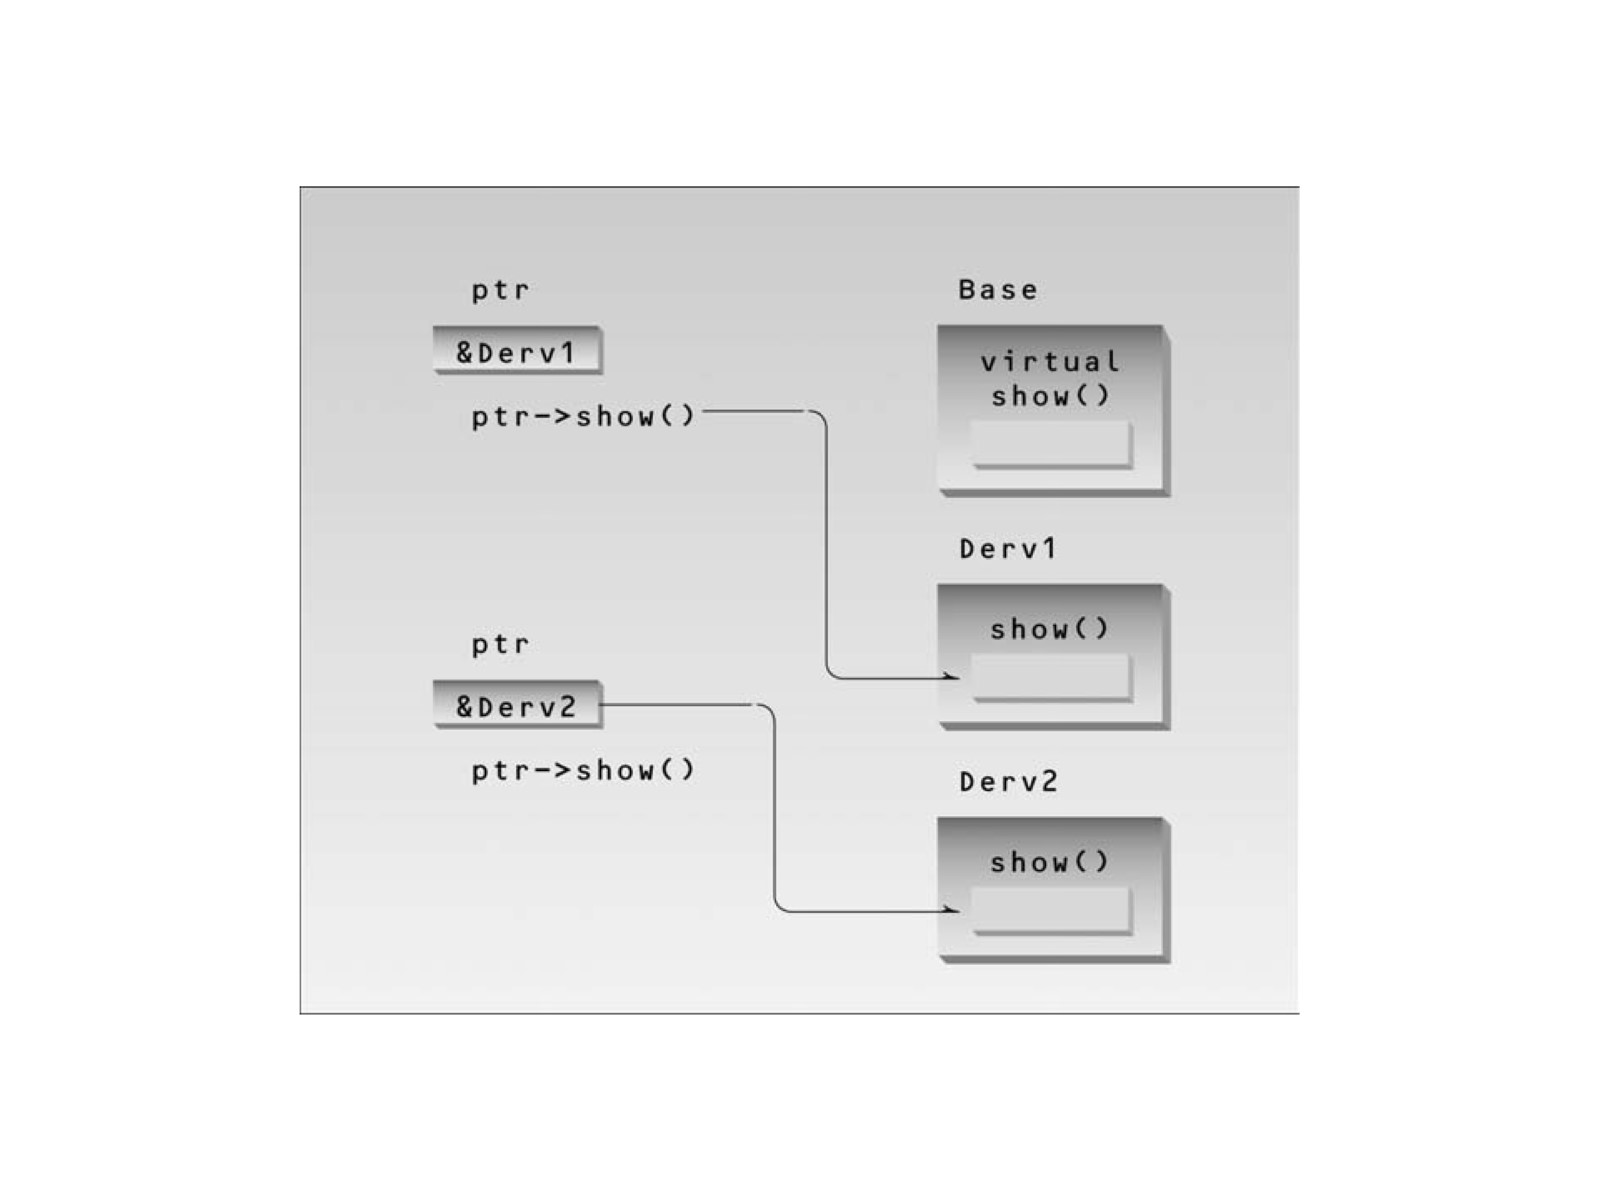 ptr
&Derv1
ptr->show()
ptr
&Derv2
ptr->show()
Base
virtual
show()
Derv1
show()
Derv2
show()